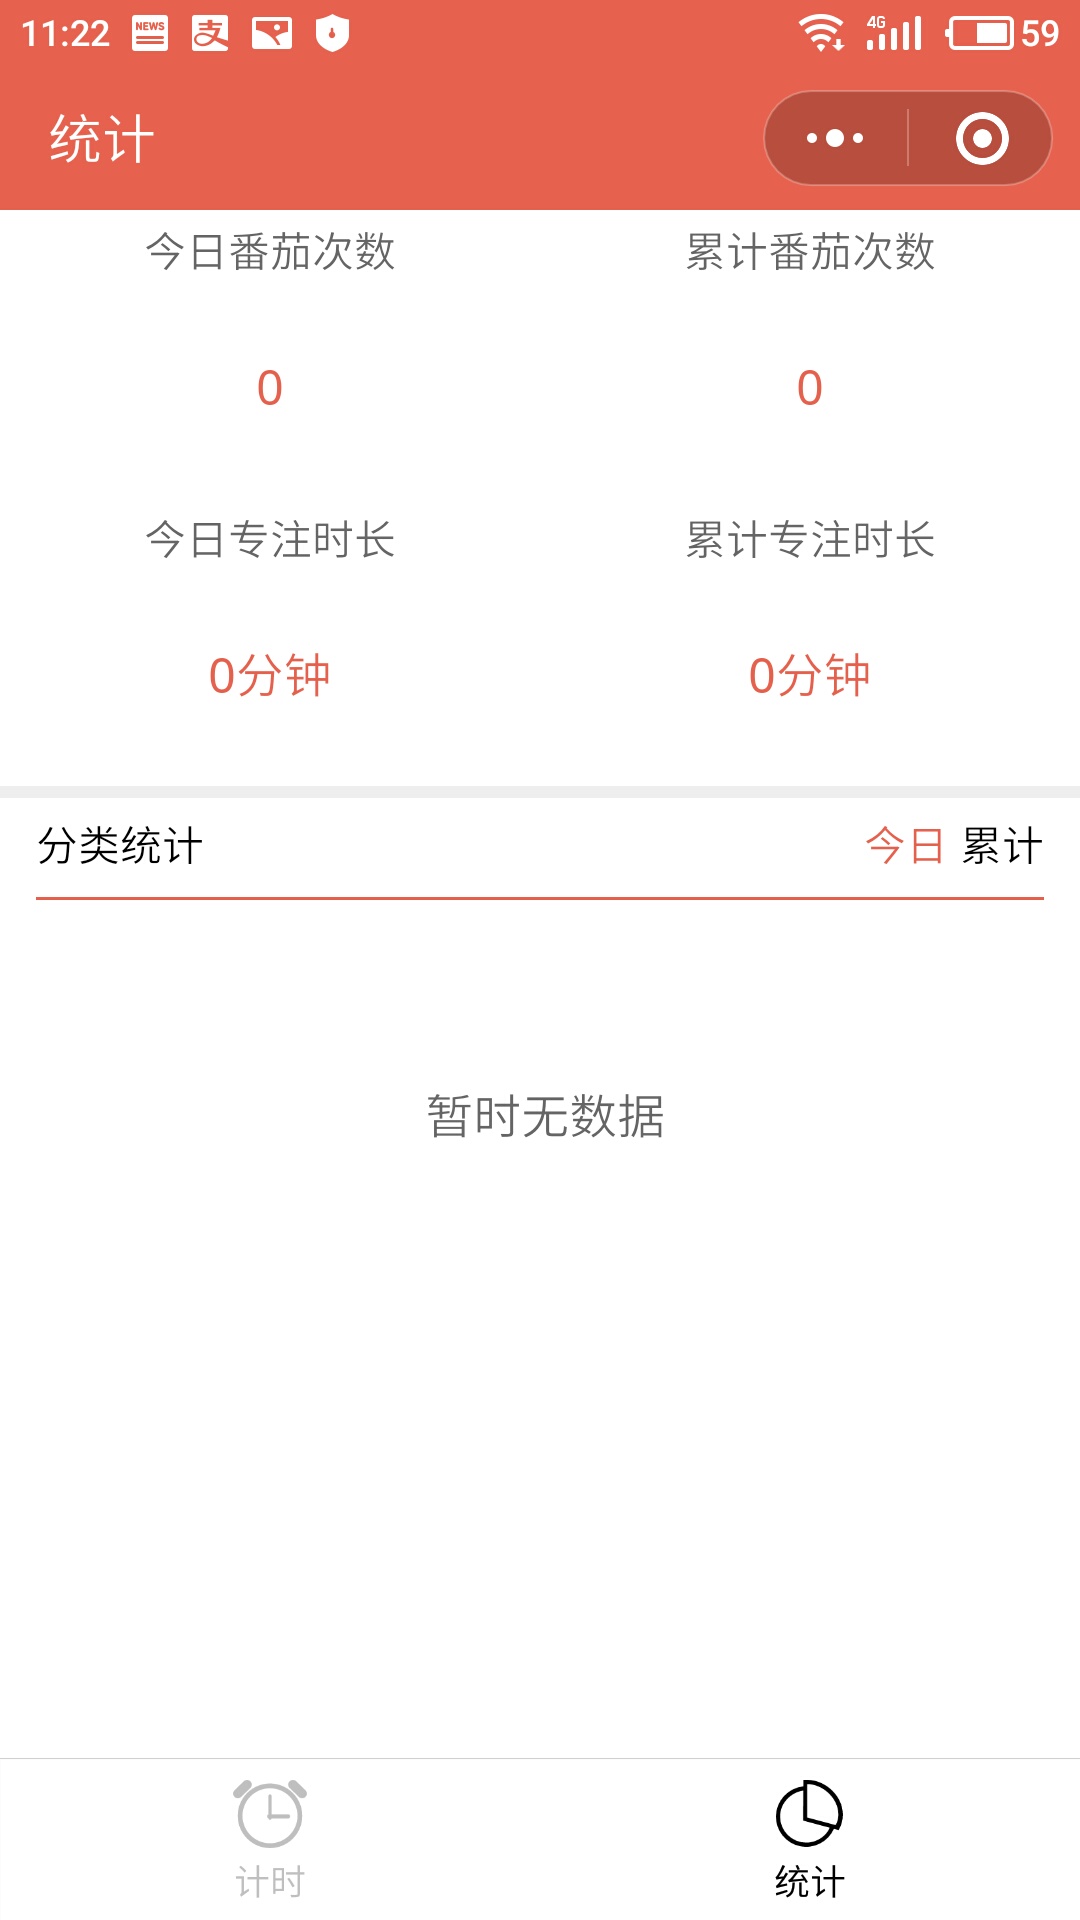 11:22 NEWS 支 4G 59
统计
今日番茄次数 累计番茄次数
0 0
今日专注时长 累计专注时长
0分钟 0分钟
分类统计 今日 累计
暂时无数据
计时 统计